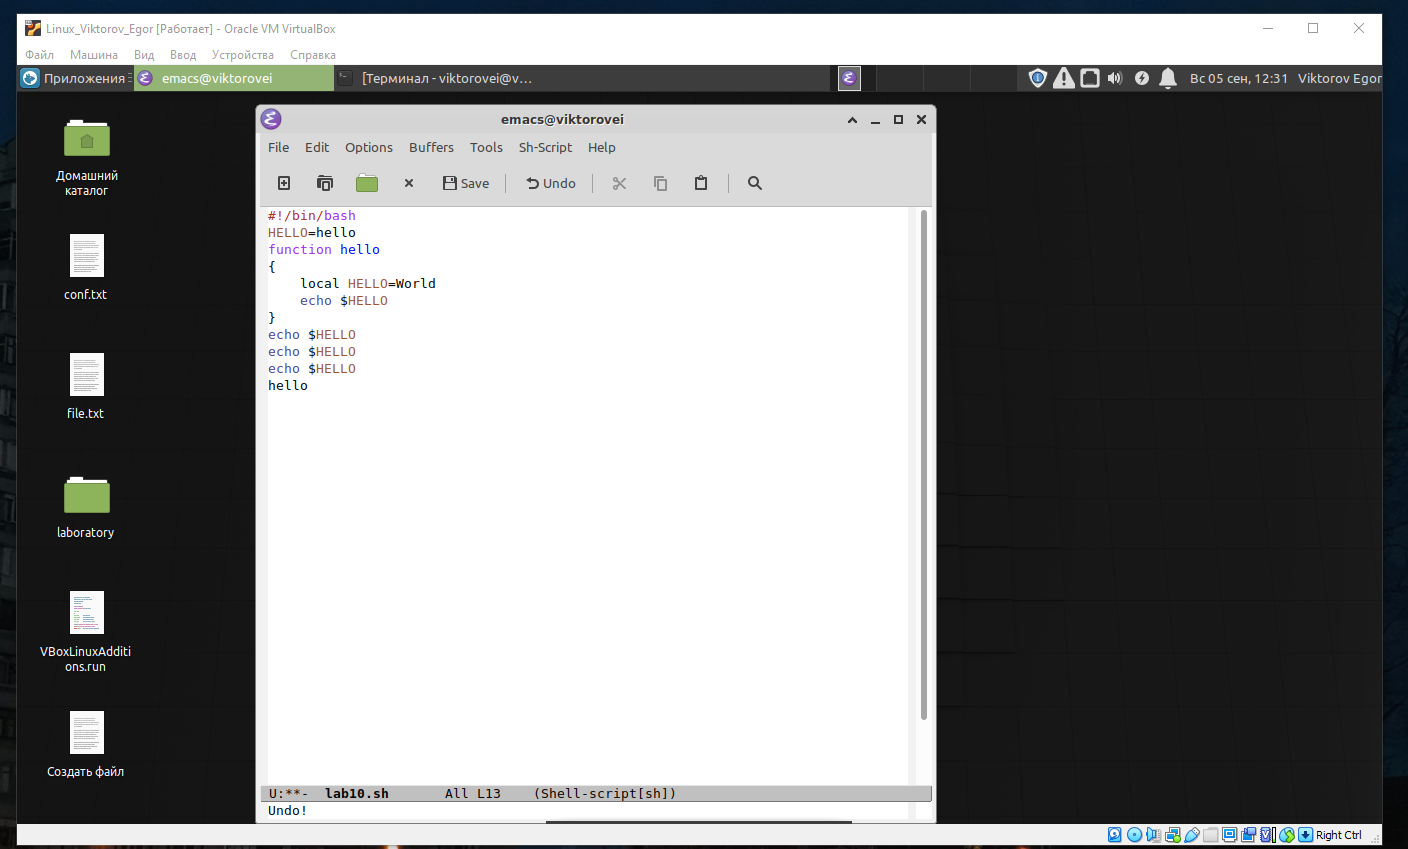 Linux_Viktorov_Egor [Работает] - Oracle VM VirtualBox
Файл Машина Вид Ввод Устройства Справка
Приложения emacs@viktorovei [Терминал - viktorovei@v... Вс 05 сен, 12:31 Viktorov Egor
emacs@viktorovei
File Edit Options Buffers Tools Sh-Script Help
Save Undo
#!/bin/bash
HELLO=hello
function hello
{
    local HELLO=World
    echo $HELLO
}
echo $HELLO
echo $HELLO
echo $HELLO
hello
U:**- lab10.sh All L13 (Shell-script[sh])
Undo!
Домашний
каталог
conf.txt
file.txt
laboratory
VBoxLinuxAdditi
ons.run
Создать файл
Right Ctrl